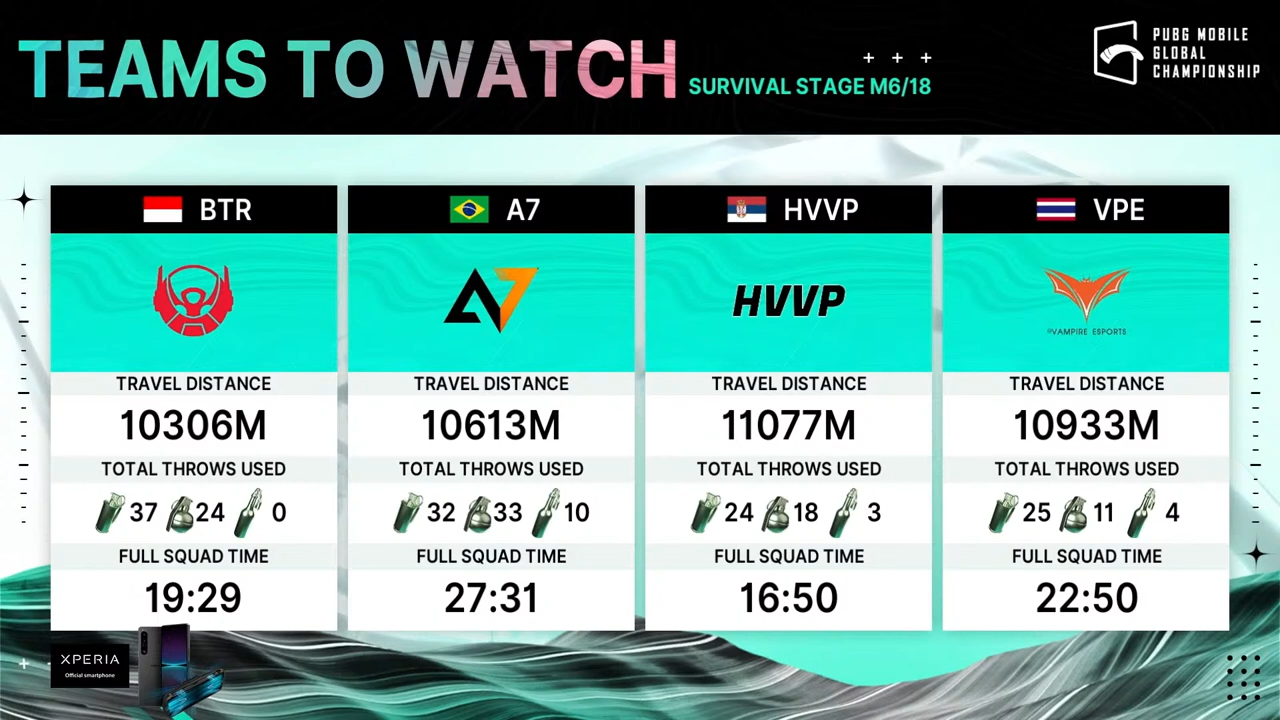 TEAMS TO WATCH
SURVIVAL STAGE M6/18
PUBG MOBILE
GLOBAL
CHAMPIONSHIP
BTR
TRAVEL DISTANCE
10306M
TOTAL THROWS USED
37 24 0
FULL SQUAD TIME
19:29
A7
A7
TRAVEL DISTANCE
10613M
TOTAL THROWS USED
32 33 10
FULL SQUAD TIME
27:31
HVVP
HVVP
TRAVEL DISTANCE
11077M
TOTAL THROWS USED
24 18 3
FULL SQUAD TIME
16:50
VPE
@VAMPIRE ESPORTS
TRAVEL DISTANCE
10933M
TOTAL THROWS USED
25 11 4
FULL SQUAD TIME
22:50
XPERIA
Official smartphone